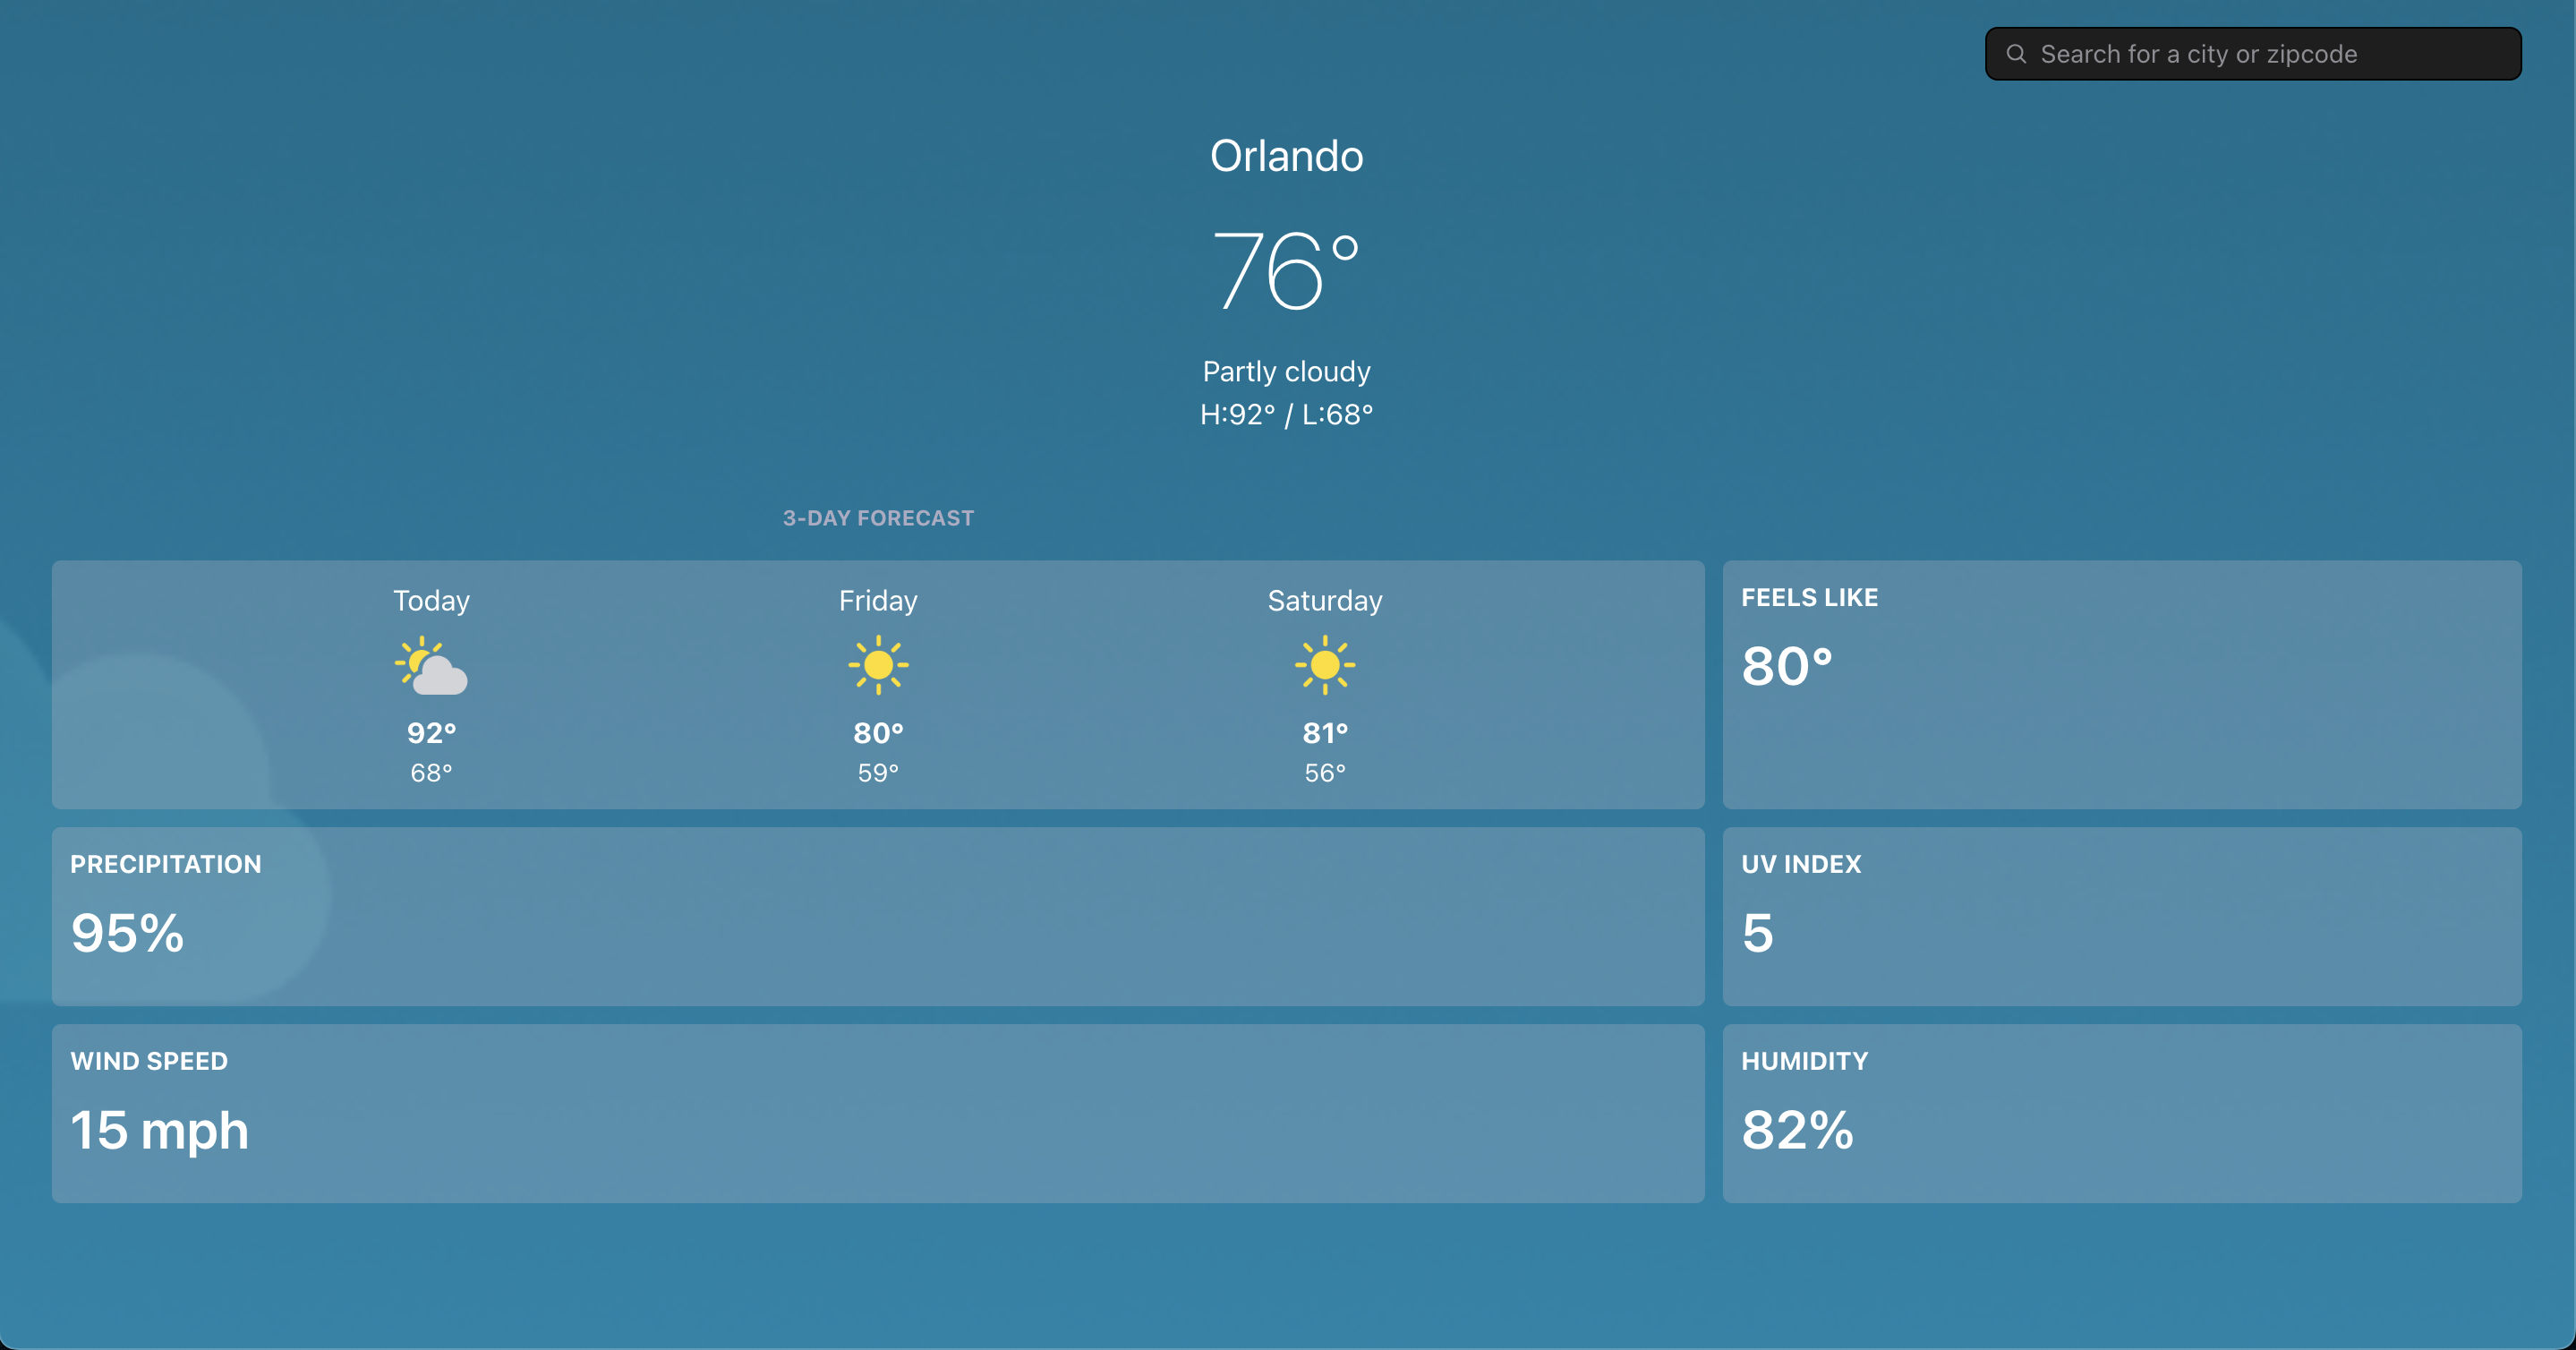 Search for a city or zipcode
Orlando
76°
Partly cloudy
H:92° / L:68°
3-DAY FORECAST
Today
92°
68°
Friday
80°
59°
Saturday
81°
56°
FEELS LIKE
80°
PRECIPITATION
95%
UV INDEX
5
WIND SPEED
15 mph
HUMIDITY
82%